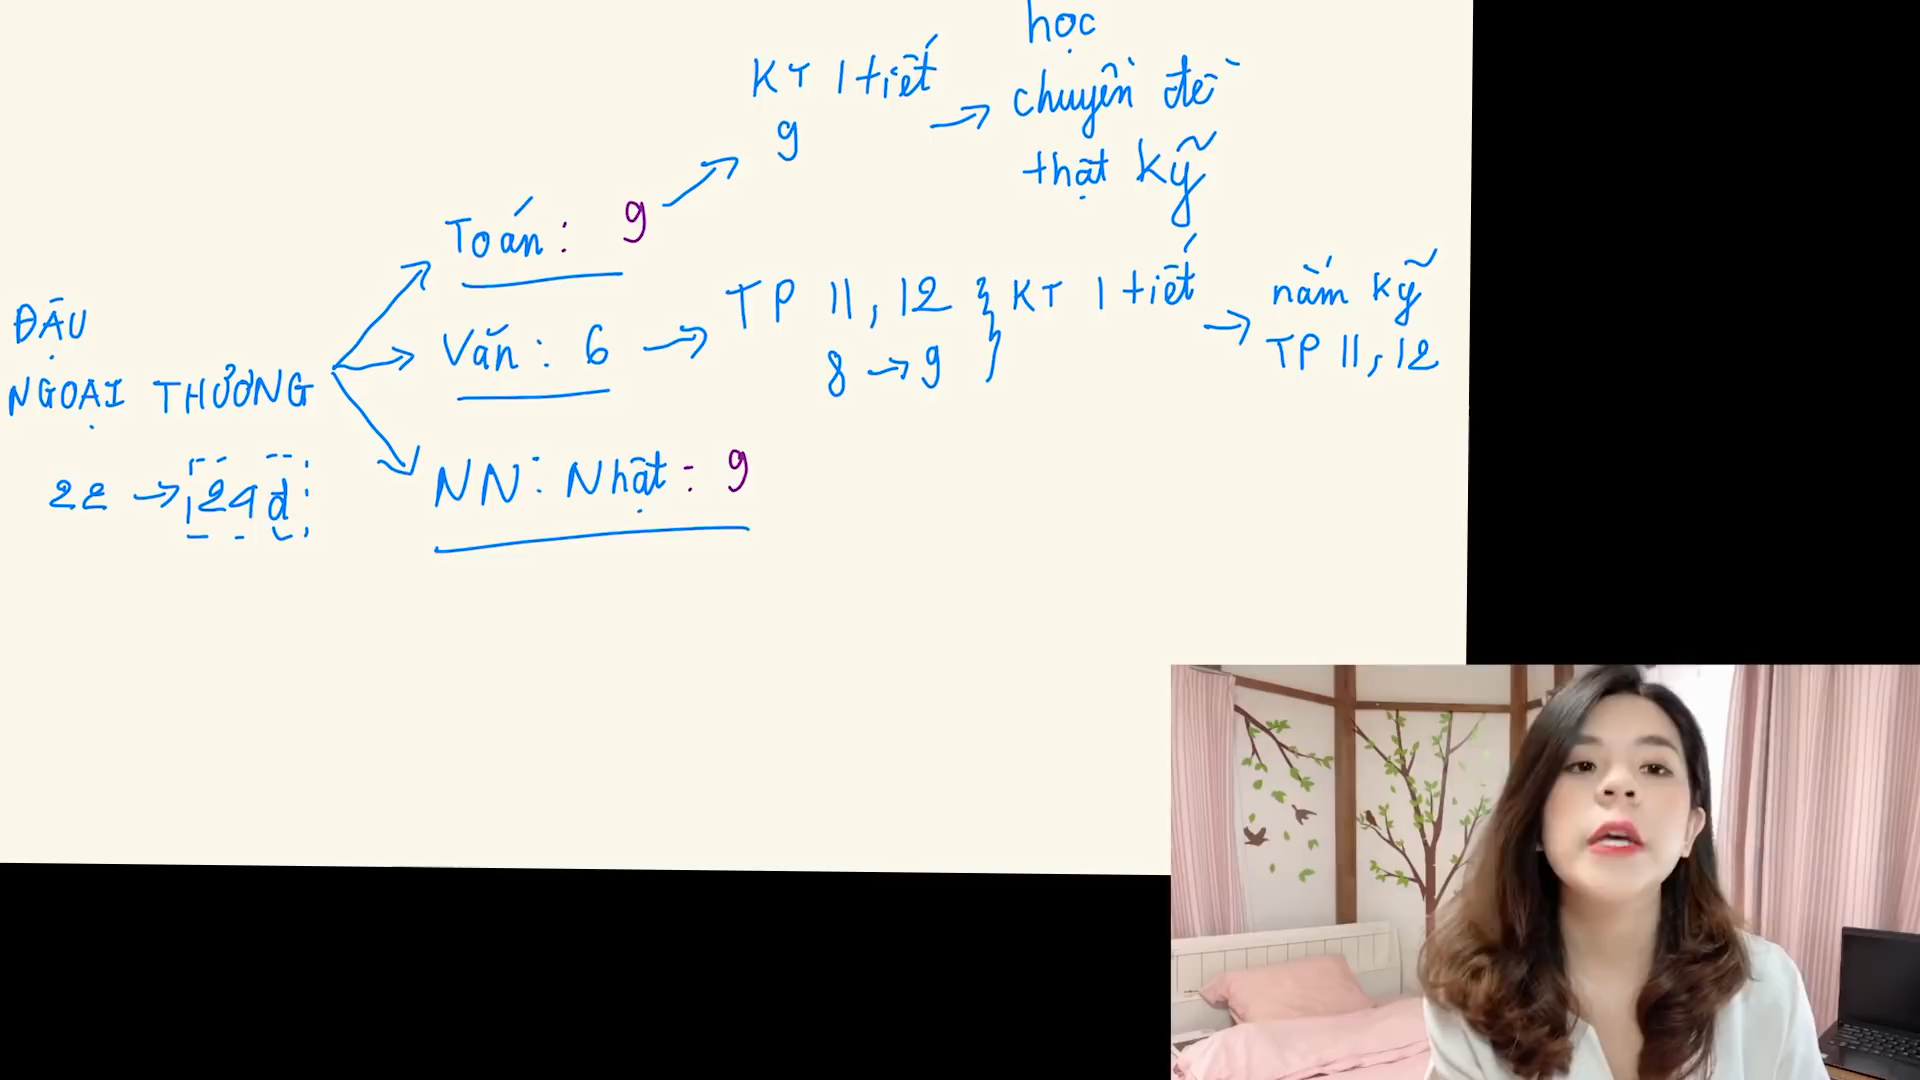 ĐẬU
NGOẠI THƯƠNG
22 → 24đ
Toán: 9
KT 1 tiết
9
→ học
chuyên đề
thật kỹ
Văn: 6 → TP 11, 12 } KT 1 tiết
8 → 9
→ nắm kỹ
TP 11, 12
NN: Nhật: 9